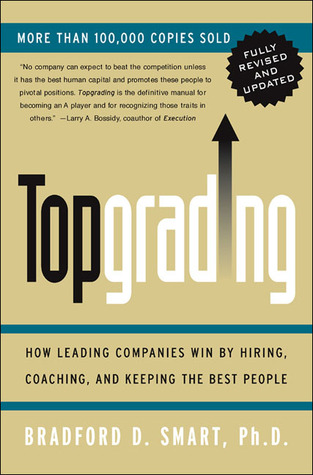 MORE THAN 100,000 COPIES SOLD
FULLY
REVISED AND
UPDATED
"No company can expect to beat the competition unless
it has the best human capital and promotes these people to
pivotal positions. Topgrading is the definitive manual for
becoming an A player and for recognizing those traits in
others." —Larry A. Bossidy, coauthor of Execution
Topgrading
HOW LEADING COMPANIES WIN BY HIRING,
COACHING, AND KEEPING THE BEST PEOPLE
BRADFORD D. SMART, Ph.D.